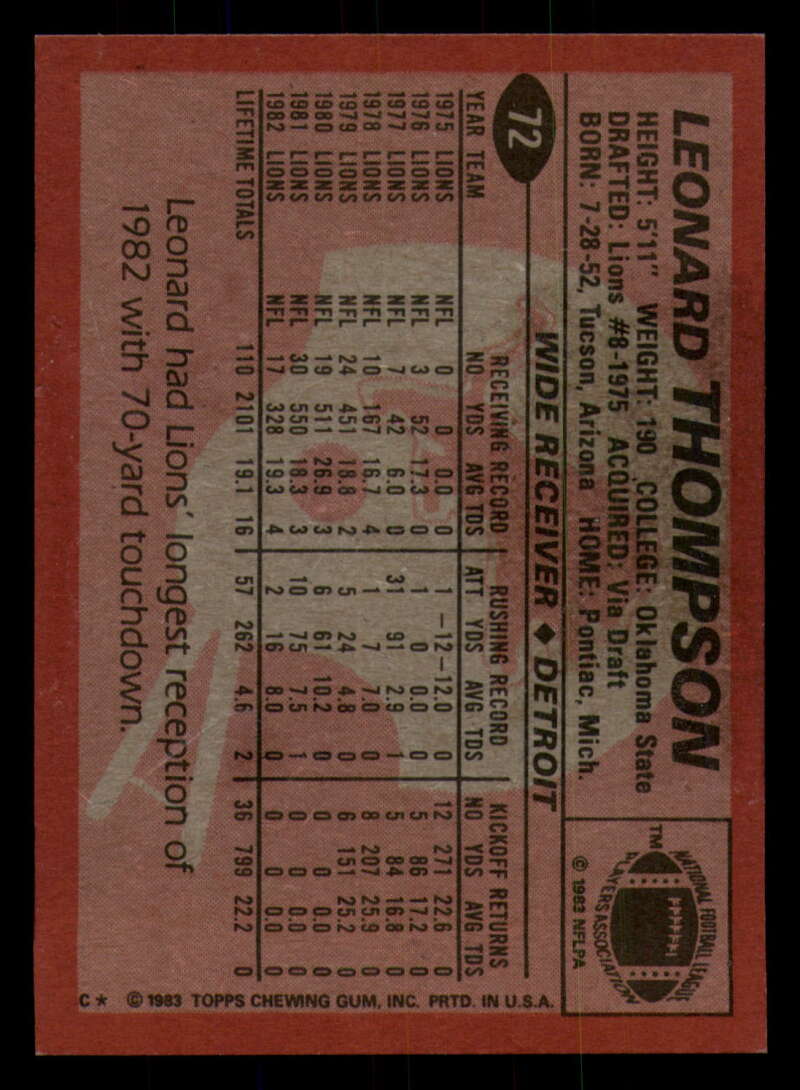 LEONARD THOMPSON
HEIGHT: 5'11" WEIGHT: 190 COLLEGE: Oklahoma State
DRAFTED: Lions #8-1975 ACQUIRED: Via Draft
BORN: 7-28-52, Tucson, Arizona HOME: Pontiac, Mich.
NATIONAL FOOTBALL LEAGUE
PLAYERS ASSOCIATION
TM
© 1983 NFLPA
72
WIDE RECEIVER ♦ DETROIT
RECEIVING RECORD RUSHING RECORD KICKOFF RETURNS
YEAR TEAM NO YDS AVG TDS ATT YDS AVG TDS NO YDS AVG TDS
1975 LIONS NFL 0 0 0.0 0 1 -12 -12.0 0 12 271 22.6 0
1976 LIONS NFL 3 52 17.3 0 1 0 0.0 0 5 86 17.2 0
1977 LIONS NFL 7 42 6.0 0 31 91 2.9 1 5 84 16.8 0
1978 LIONS NFL 10 167 16.7 4 1 7 7.0 0 8 207 25.9 0
1979 LIONS NFL 24 451 18.8 2 5 24 4.8 0 6 151 25.2 0
1980 LIONS NFL 19 511 26.9 3 6 61 10.2 0 0 0 0.0 0
1981 LIONS NFL 30 550 18.3 3 10 75 7.5 1 0 0 0.0 0
1982 LIONS NFL 17 328 19.3 4 2 16 8.0 0 0 0 0.0 0
LIFETIME TOTALS 110 2101 19.1 16 57 262 4.6 2 36 799 22.2 0
Leonard had Lions' longest reception of
1982 with 70-yard touchdown.
C* © 1983 TOPPS CHEWING GUM, INC. PRTD. IN U.S.A.